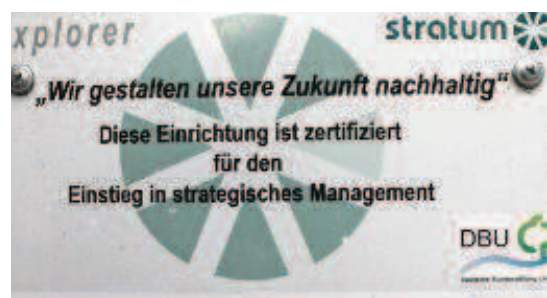 xplorer
stratum
„Wir gestalten unsere Zukunft nachhaltig“
Diese Einrichtung ist zertifiziert
für den
Einstieg in strategisches Management
DBU